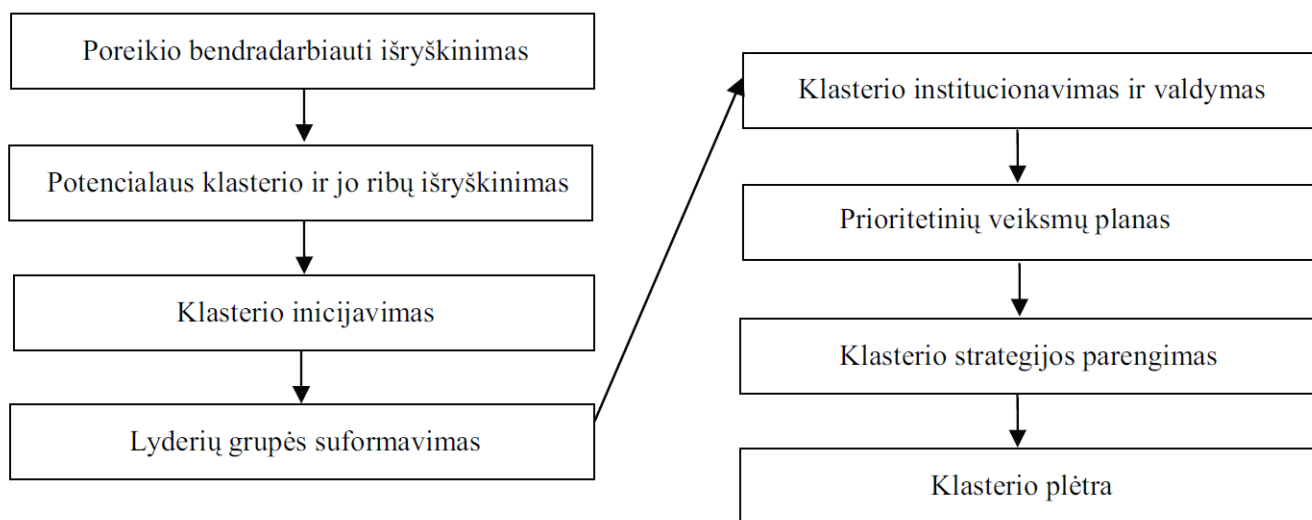 Poreikio bendradarbiauti išryškinimas
Potencialaus klasterio ir jo ribų išryškinimas
Klasterio inicijavimas
Lyderių grupės suformavimas
Klasterio institucionavimas ir valdymas
Prioritetinių veiksmų planas
Klasterio strategijos parengimas
Klasterio plėtra